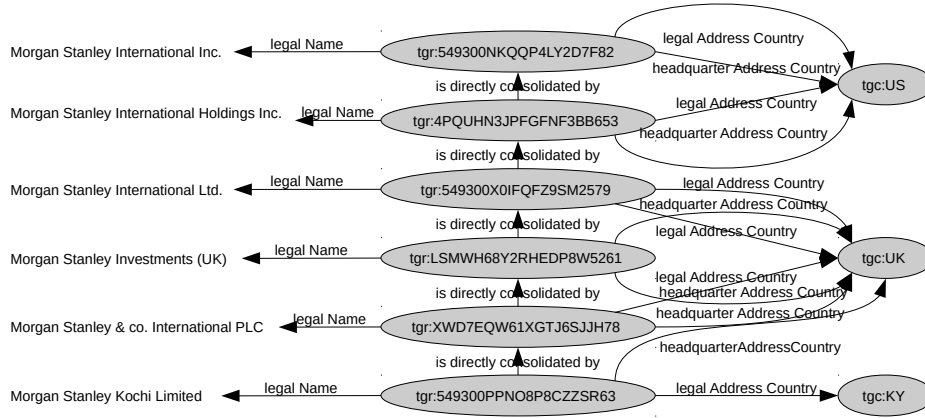 Morgan Stanley International Inc.
legal Name
tgr:549300NKQQP4LY2D7F82
legal Address Country
headquarter Address Country
tgc:US
is directly consolidated by
Morgan Stanley International Holdings Inc.
legal Name
tgr:4PQUHN3JPFGFNF3BB653
legal Address Country
headquarter Address Country
is directly consolidated by
Morgan Stanley International Ltd.
legal Name
tgr:549300X0IFQFZ9SM2579
legal Address Country
headquarter Address Country
is directly consolidated by
Morgan Stanley Investments (UK)
legal Name
tgr:LSMWH68Y2RHEDP8W5261
legal Address Country
headquarter Address Country
tgc:UK
is directly consolidated by
Morgan Stanley & co. International PLC
legal Name
tgr:XWD7EQW61XGTJ6SJJH78
legal Address Country
headquarter Address Country
is directly consolidated by
headquarterAddressCountry
Morgan Stanley Kochi Limited
legal Name
tgr:549300PPNO8P8CZZSR63
legal Address Country
tgc:KY